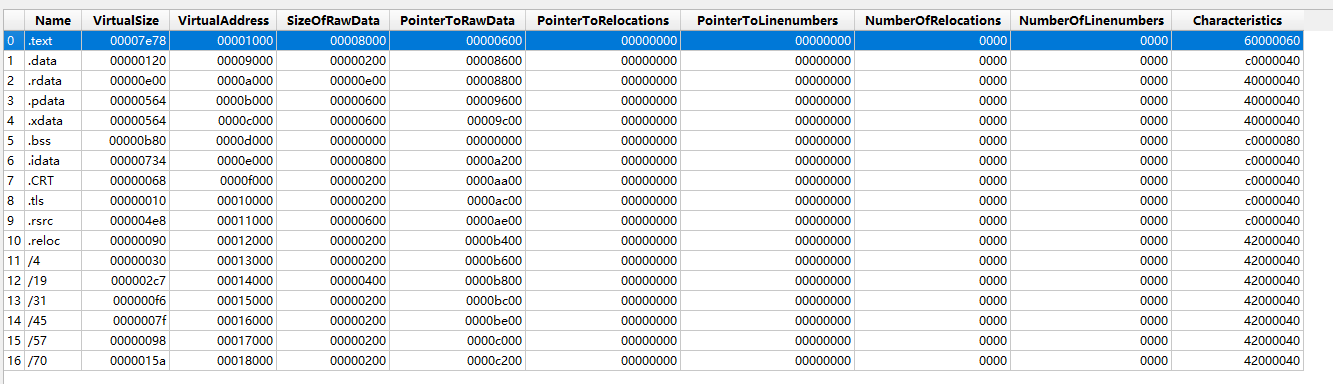 Name VirtualSize VirtualAddress SizeOfRawData PointerToRawData PointerToRelocations PointerToLinenumbers NumberOfRelocations NumberOfLinenumbers Characteristics
0 .text 00007e78 00001000 00008000 00000600 00000000 00000000 0000 0000 60000060
1 .data 00000120 00009000 00000200 00008600 00000000 00000000 0000 0000 c0000040
2 .rdata 00000e00 0000a000 00000e00 00008800 00000000 00000000 0000 0000 40000040
3 .pdata 00000564 0000b000 00000600 00009600 00000000 00000000 0000 0000 40000040
4 .xdata 00000564 0000c000 00000600 00009c00 00000000 00000000 0000 0000 40000040
5 .bss 00000b80 0000d000 00000000 00000000 00000000 00000000 0000 0000 c0000080
6 .idata 00000734 0000e000 00000800 0000a200 00000000 00000000 0000 0000 c0000040
7 .CRT 00000068 0000f000 00000200 0000aa00 00000000 00000000 0000 0000 c0000040
8 .tls 00000010 00010000 00000200 0000ac00 00000000 00000000 0000 0000 c0000040
9 .rsrc 000004e8 00011000 00000600 0000ae00 00000000 00000000 0000 0000 c0000040
10 .reloc 00000090 00012000 00000200 0000b400 00000000 00000000 0000 0000 42000040
11 /4 00000030 00013000 00000200 0000b600 00000000 00000000 0000 0000 42000040
12 /19 000002c7 00014000 00000400 0000b800 00000000 00000000 0000 0000 42000040
13 /31 000000f6 00015000 00000200 0000bc00 00000000 00000000 0000 0000 42000040
14 /45 0000007f 00016000 00000200 0000be00 00000000 00000000 0000 0000 42000040
15 /57 00000098 00017000 00000200 0000c000 00000000 00000000 0000 0000 42000040
16 /70 0000015a 00018000 00000200 0000c200 00000000 00000000 0000 0000 42000040